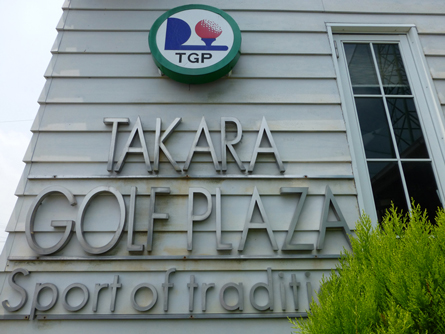 TGP
TAKARA
GOLF PLAZA
Sport of traditi